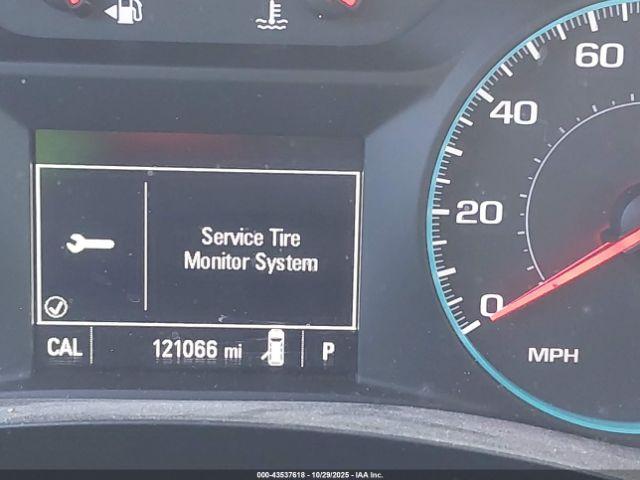 60
40
20
0
MPH
Service Tire
Monitor System
CAL
121066 mi
P
000-43537618 - 10/29/2025 - IAA Inc.